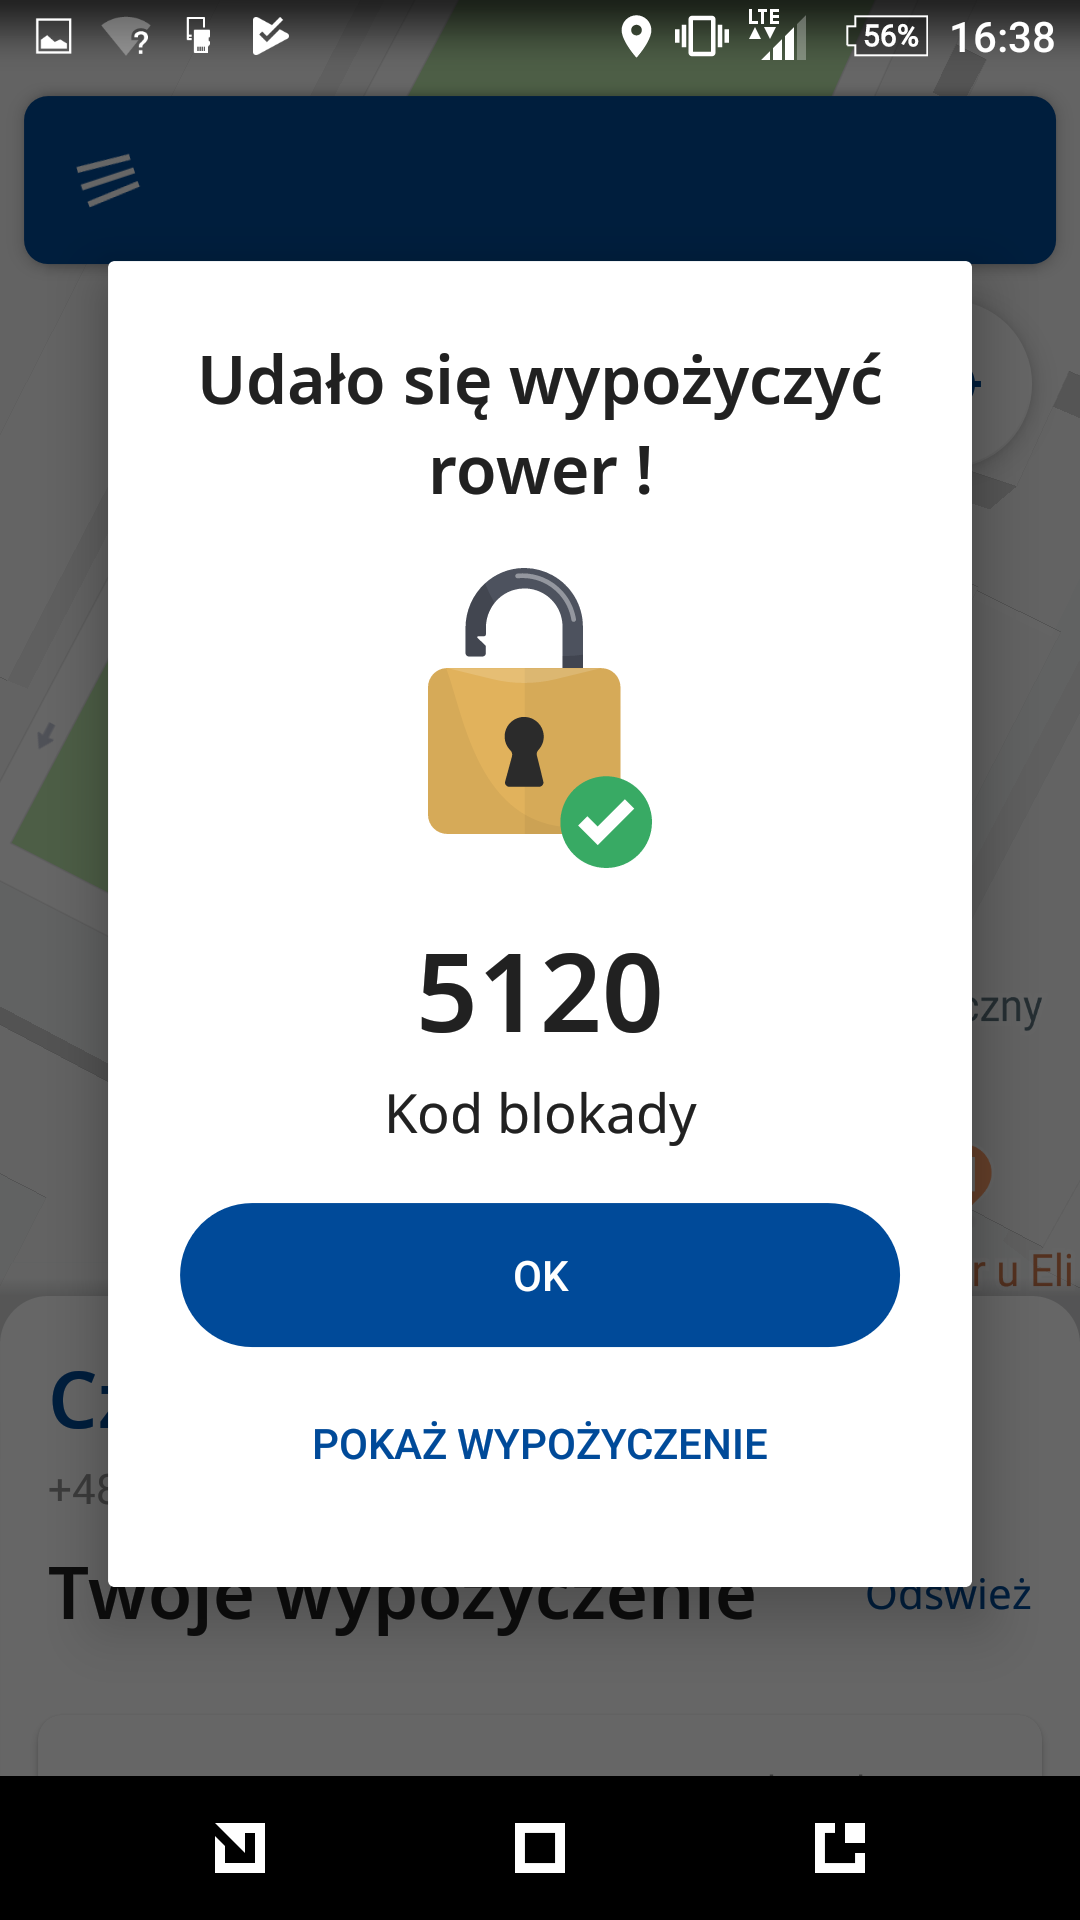 LTE
56%
16:38
Udało się wypożyczyć
rower !
5120
czny
Kod blokady
r u Eli
OK
+48
POKAŻ WYPOŻYCZENIE
Twoje wypożyczenie
Odśwież